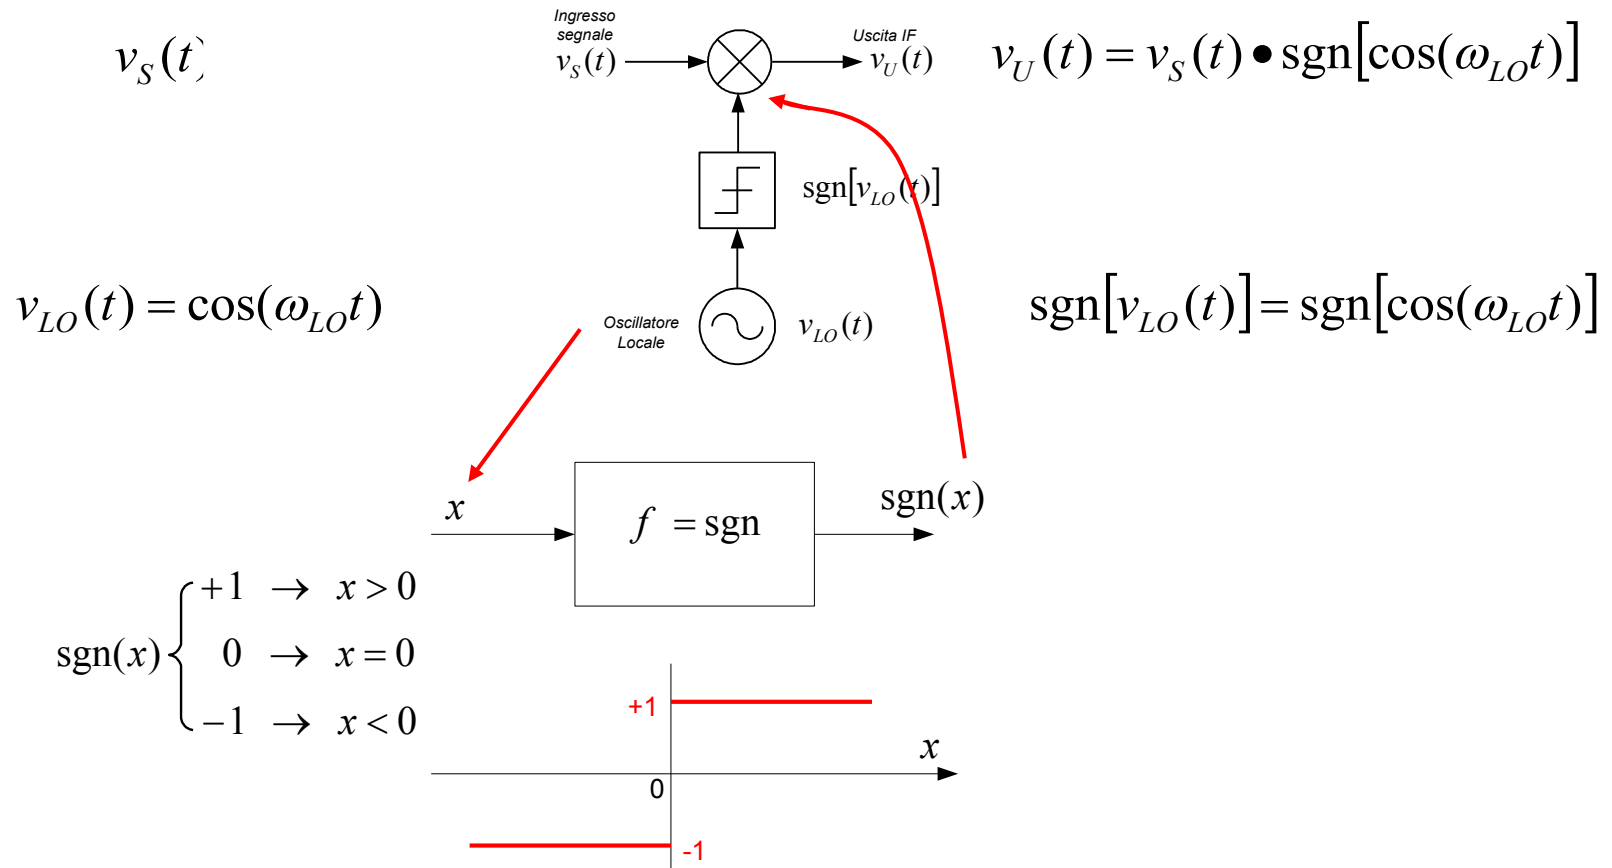 Ingresso
segnale
v_S(t)
v_S(t)
Uscita IF
v_U(t)
v_U(t) = v_S(t) • sgn[cos(ω_LO t)]
sgn[v_LO(t)]
v_LO(t) = cos(ω_LO t)
Oscillatore
Locale
v_LO(t)
sgn[v_LO(t)] = sgn[cos(ω_LO t)]
x
f = sgn
sgn(x)
sgn(x) {
+1 → x > 0
0 → x = 0
−1 → x < 0
+1
x
0
-1